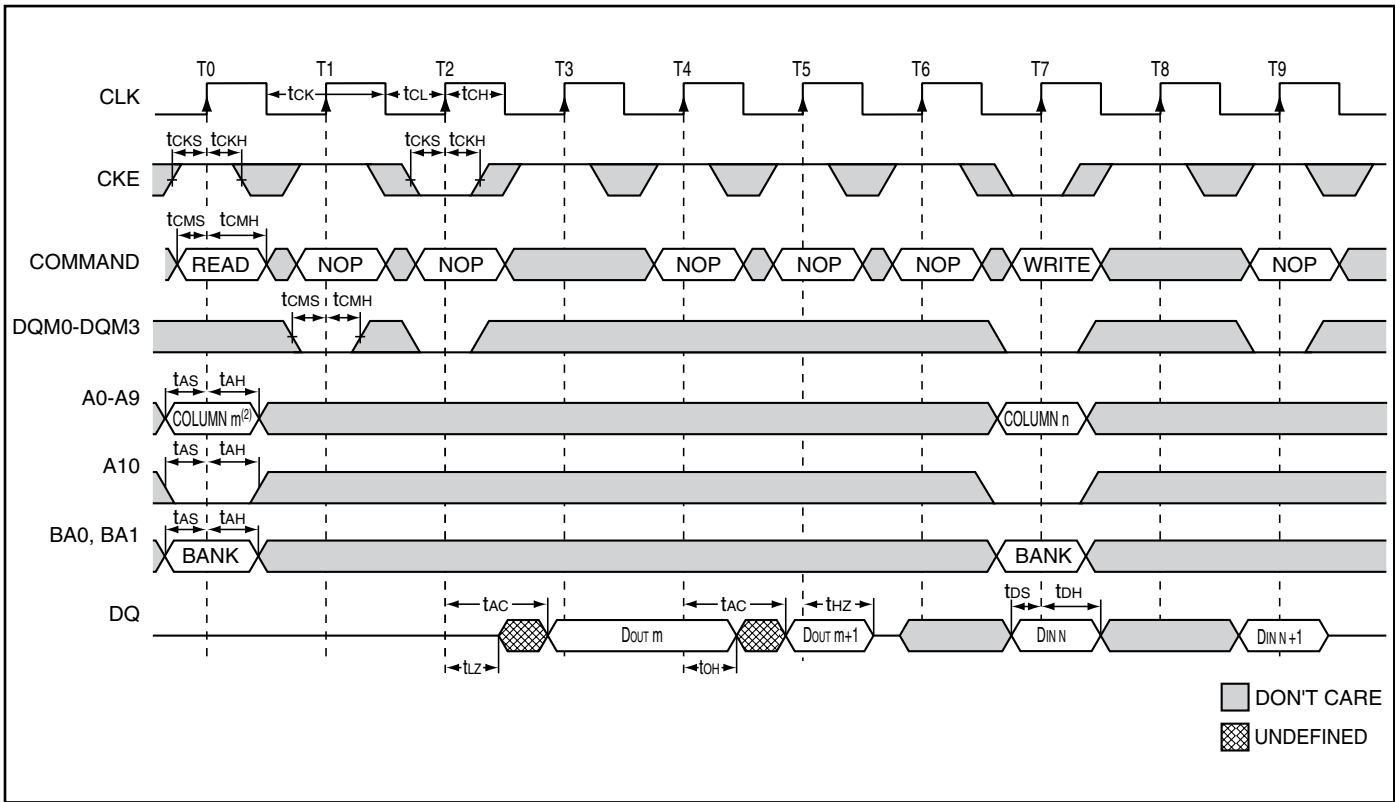 T0 T1 T2 T3 T4 T5 T6 T7 T8 T9
CLK
tCK tCL tCH
tCKS tCKH tCKS tCKH
CKE
tCMS tCMH
COMMAND READ NOP NOP NOP NOP NOP WRITE NOP
tCMS tCMH
DQM0-DQM3
tAS tAH
A0-A9 COLUMN m(2) COLUMN n
tAS tAH
A10
tAS tAH
BA0, BA1 BANK BANK
tAC tAC tHZ tDS tDH
DQ DOUT m DOUT m+1 DIN N DIN N+1
tLZ tOH
DON'T CARE
UNDEFINED